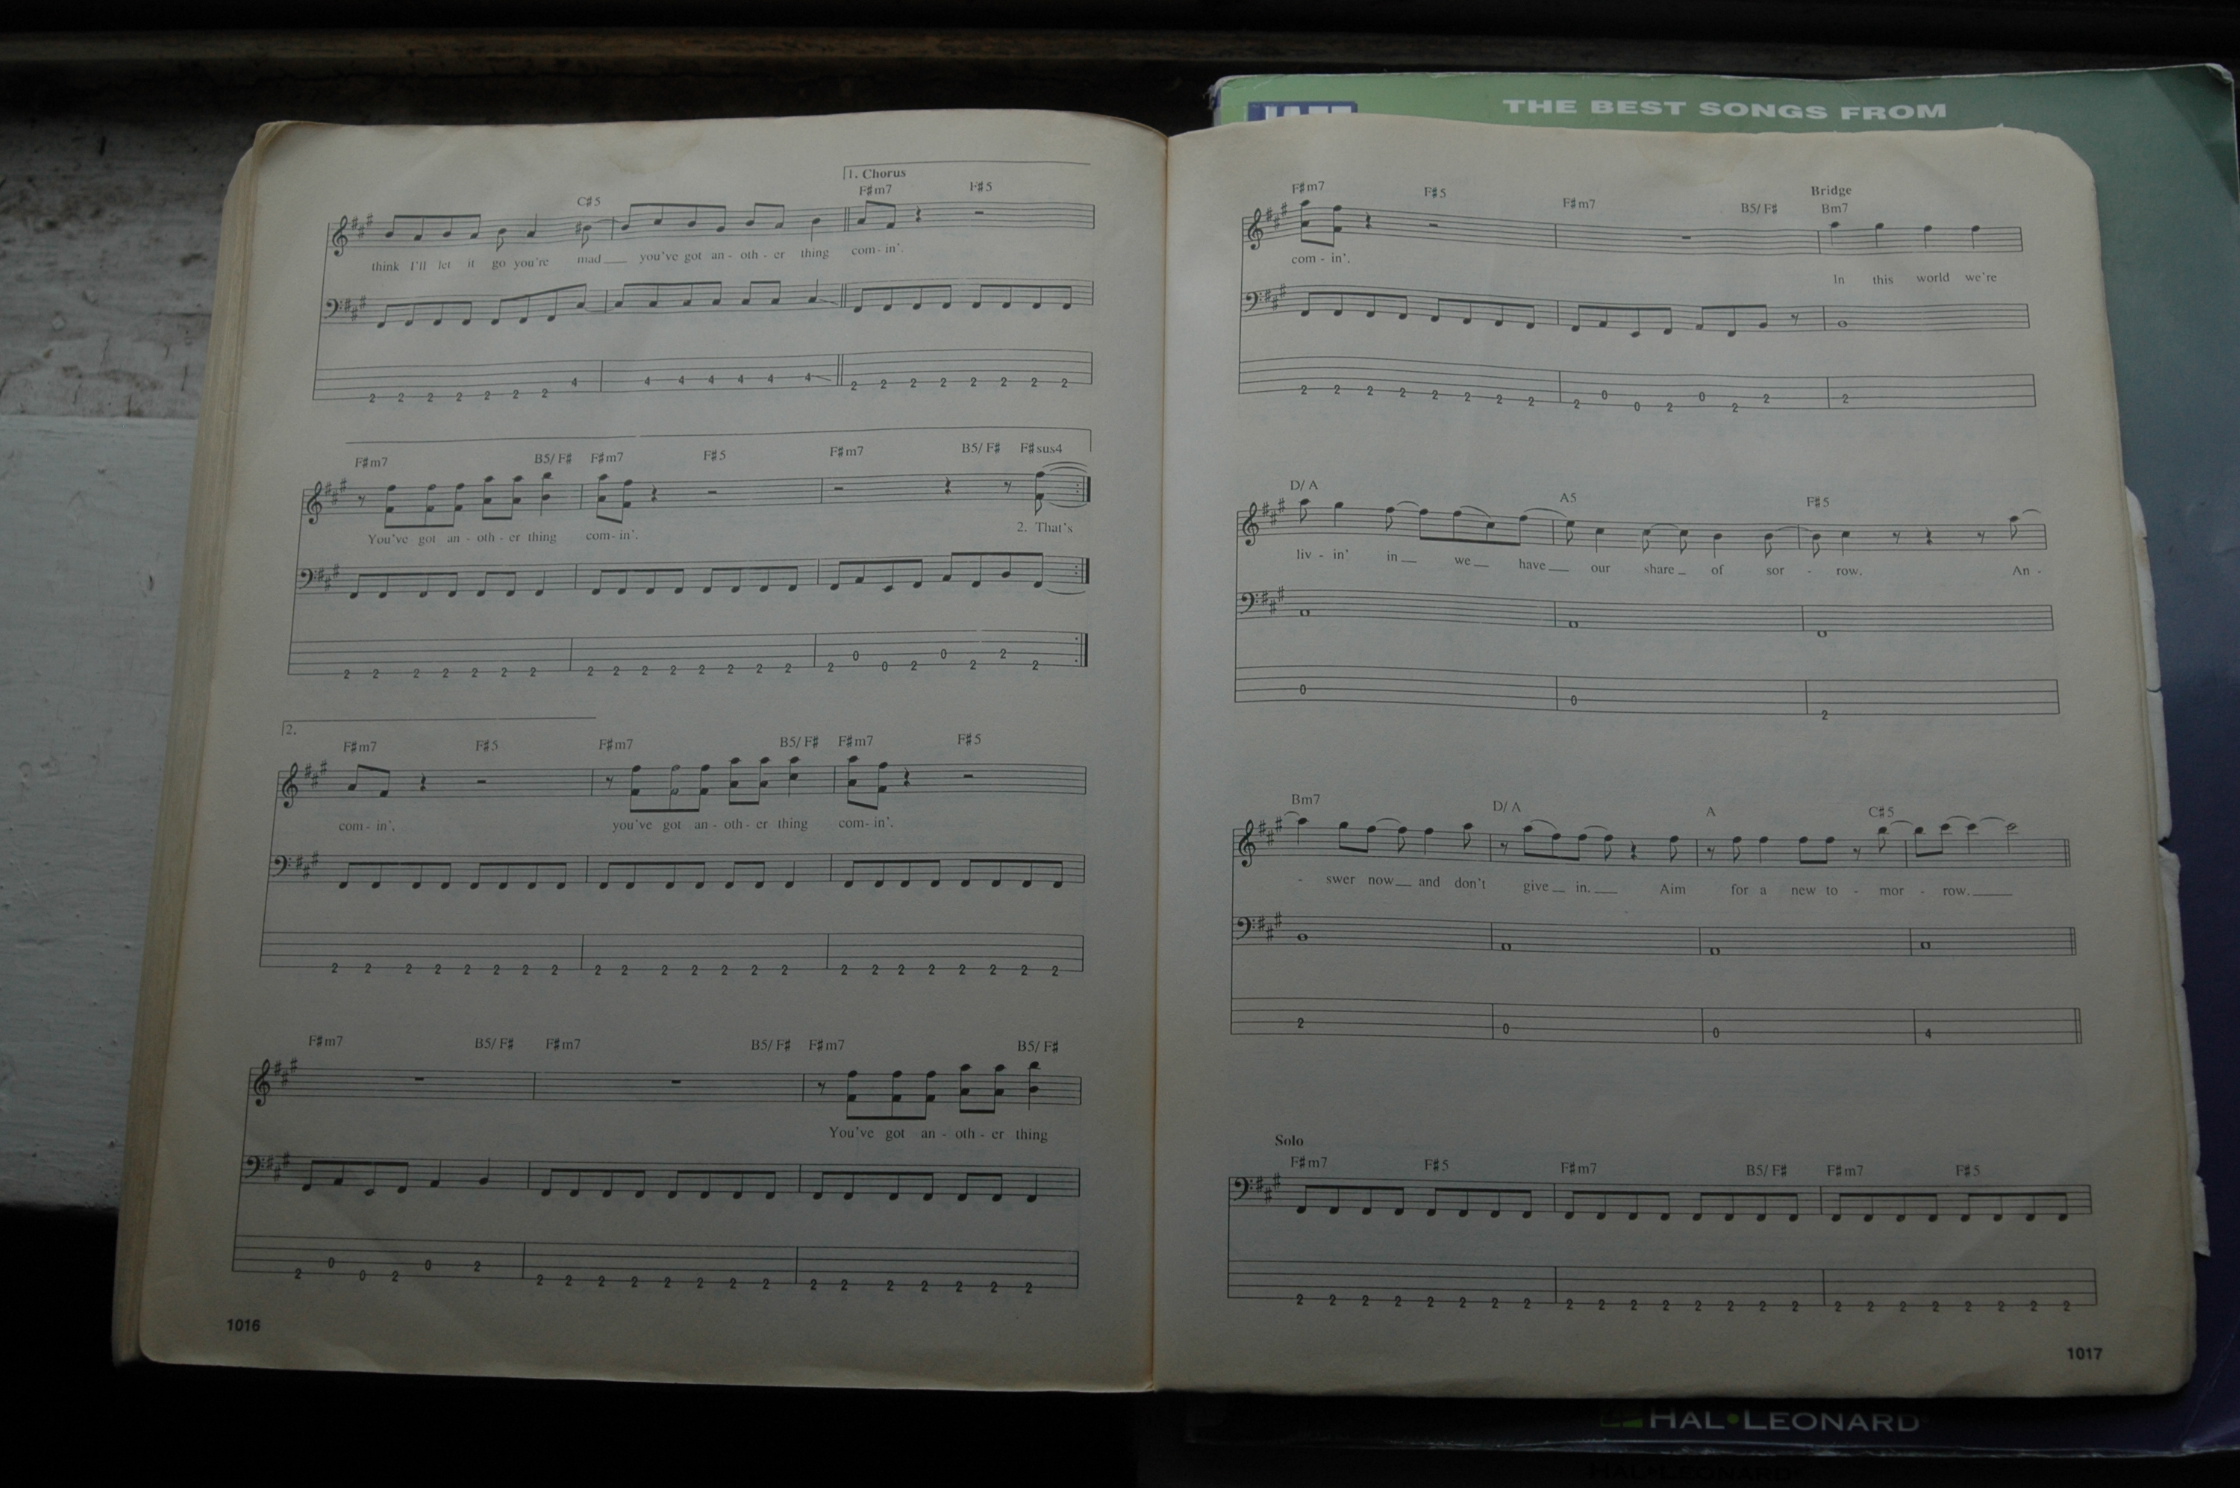 THE BEST SONGS FROM
1. Chorus
C♯5 F♯m7 F♯5
think I'll let it go you're mad you've got an - oth - er thing com - in'.
2 2 2 2 2 2 2 4 4 4 4 4 4 4 2 2 2 2 2 2 2 2
F♯m7 B5/F♯ F♯m7 F♯5 F♯m7 B5/F♯ F♯sus4
You've got an - oth - er thing com - in'. 2. That's
2 2 2 2 2 2 2 2 2 2 2 2 2 2 2 2 0 0 2 0 2 2 2
2.
F♯m7 F♯5 F♯m7 B5/F♯ F♯m7 F♯5
com - in'. you've got an - oth - er thing com - in'.
2 2 2 2 2 2 2 2 2 2 2 2 2 2 2 2 2 2 2 2 2 2 2
F♯m7 B5/F♯ F♯m7 B5/F♯ F♯m7 B5/F♯
You've got an - oth - er thing
2 0 0 2 0 2 2 2 2 2 2 2 2 2 2 2 2 2 2 2 2
1016
Bridge
F♯m7 F♯5 F♯m7 B5/F♯ Bm7
com - in'. In this world we're
2 2 2 2 2 2 2 2 2 0 0 2 0 2 2 2
D/A A5 F♯5
liv - in' in we have our share of sor - row. An -
0 0 2
Bm7 D/A A C♯5
- swer now and don't give in. Aim for a new to - mor - row.
2 0 0 4
Solo
F♯m7 F♯5 F♯m7 B5/F♯ F♯m7 F♯5
2 2 2 2 2 2 2 2 2 2 2 2 2 2 2 2 2 2 2 2 2 2 2 2
1017
HAL•LEONARD
HAL•LEONARD